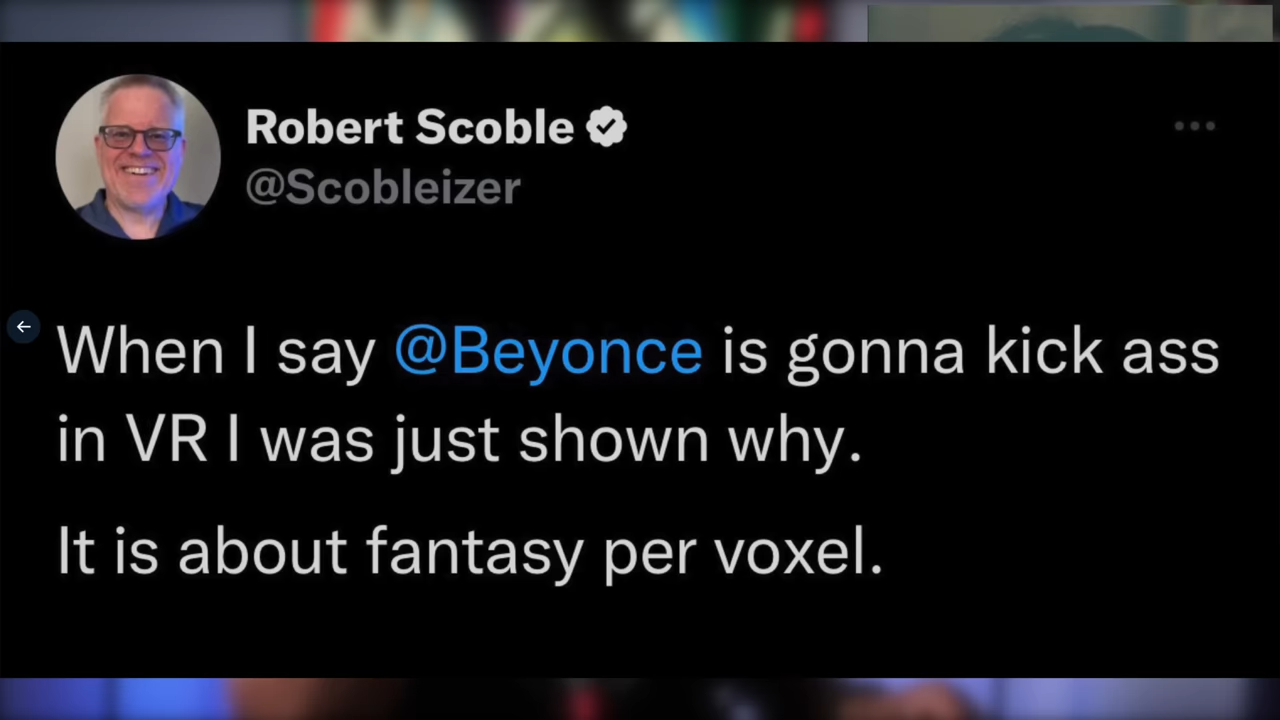 Robert Scoble
@Scobleizer
When I say @Beyonce is gonna kick ass
in VR I was just shown why.
It is about fantasy per voxel.